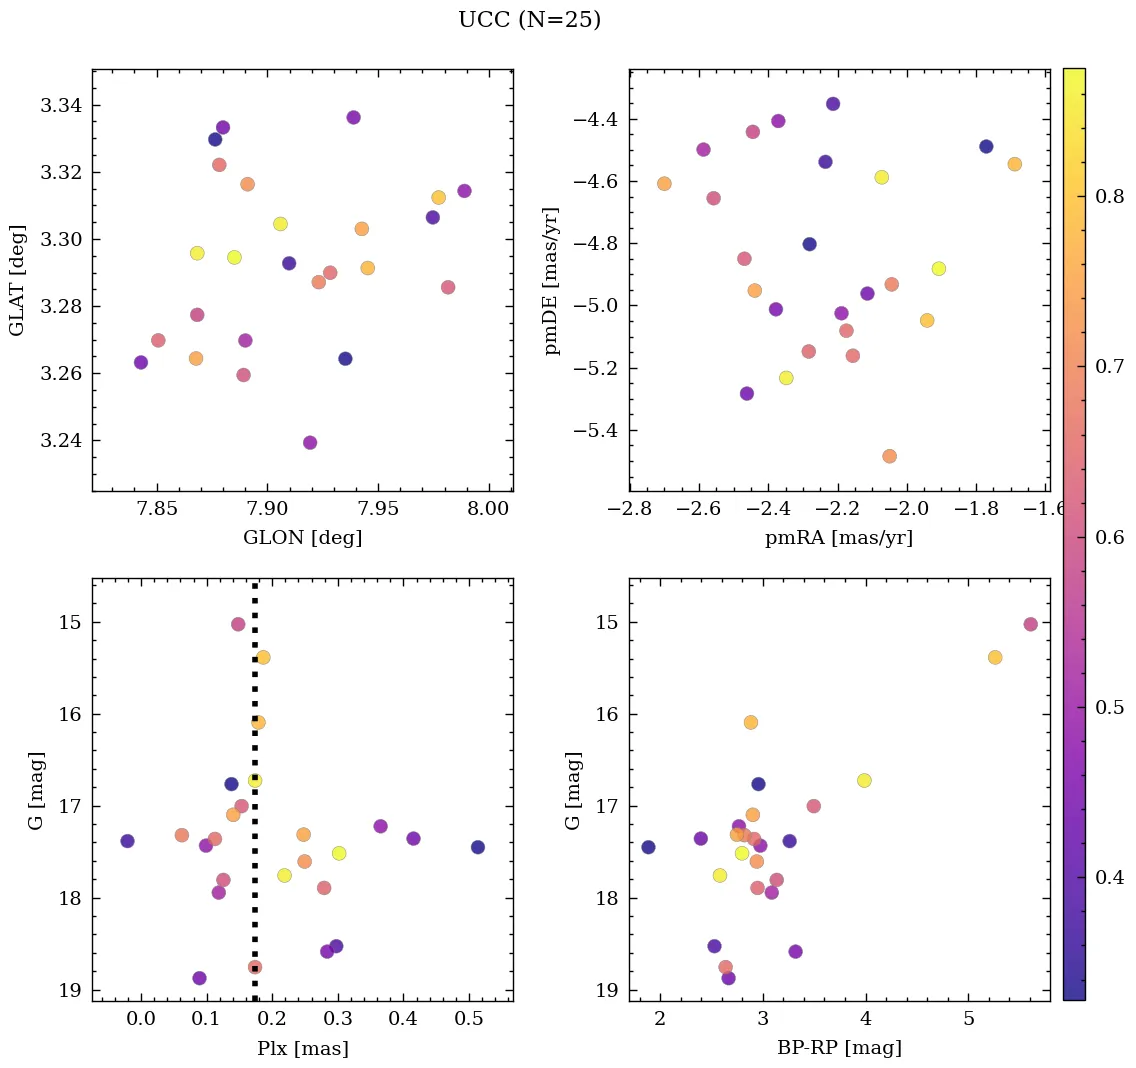 UCC (N=25)
3.34
3.32
3.30
3.28
3.26
3.24
GLAT [deg]
7.85 7.90 7.95 8.00
GLON [deg]
−4.4
−4.6
−4.8
−5.0
−5.2
−5.4
pmDE [mas/yr]
−2.8 −2.6 −2.4 −2.2 −2.0 −1.8 −1.6
pmRA [mas/yr]
15
16
17
18
19
G [mag]
0.0 0.1 0.2 0.3 0.4 0.5
Plx [mas]
15
16
17
18
19
G [mag]
2 3 4 5
BP-RP [mag]
0.8
0.7
0.6
0.5
0.4